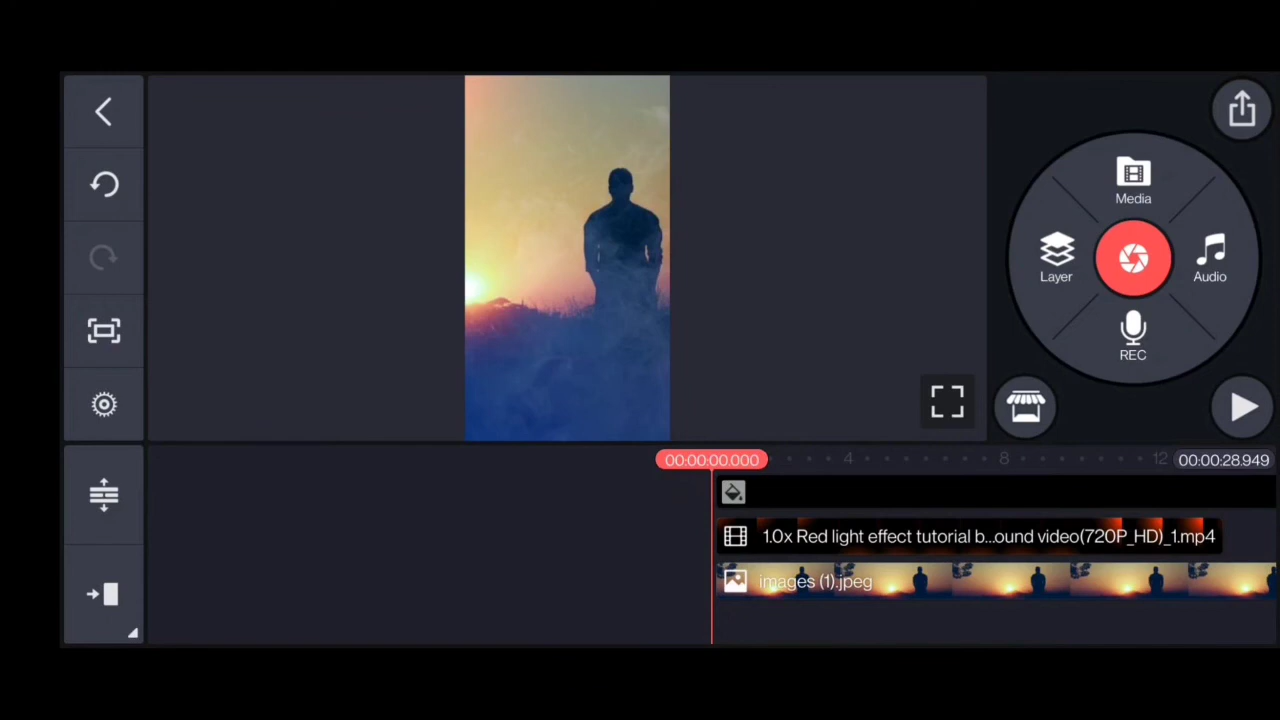 Media
Layer
Audio
REC
00:00:00.000
4
8
12
00:00:28.949
1.0x Red light effect tutorial b...ound video(720P_HD)_1.mp4
images (1).jpeg